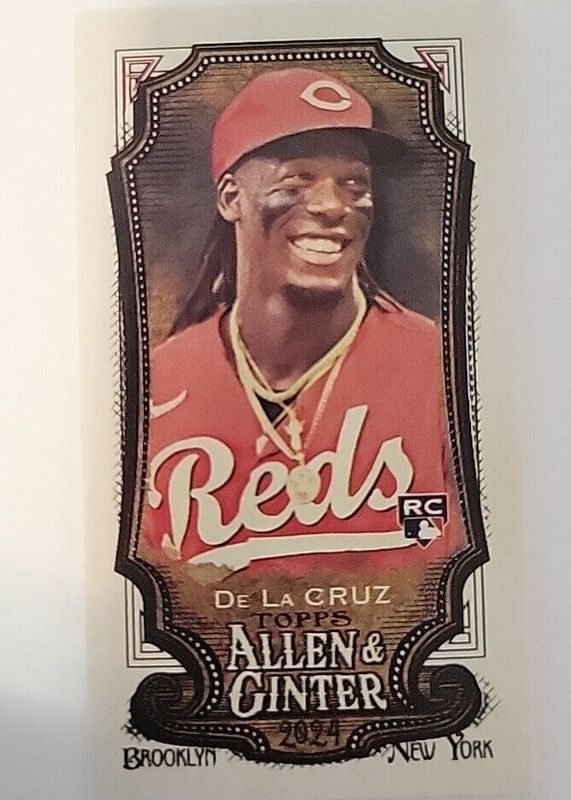 C
Reds
RC
De La Cruz
TOPPS
ALLEN &
GINTER
2024
BROOKLYN NEW YORK